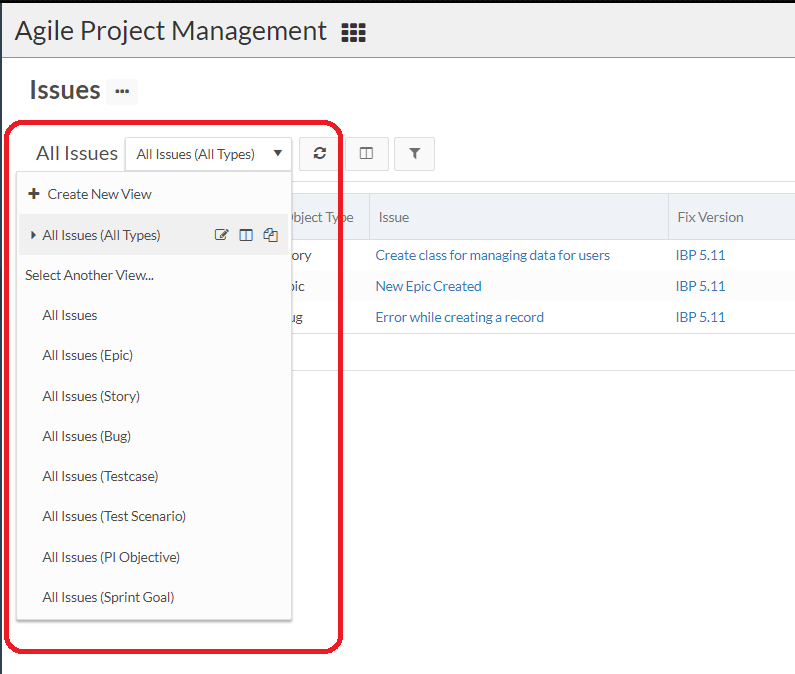 Agile Project Management
Issues ...
All Issues All Issues (All Types)
Create New View
All Issues (All Types)
Select Another View...
All Issues
All Issues (Epic)
All Issues (Story)
All Issues (Bug)
All Issues (Testcase)
All Issues (Test Scenario)
All Issues (PI Objective)
All Issues (Sprint Goal)
bject Type Issue Fix Version
ory Create class for managing data for users IBP 5.11
ic New Epic Created IBP 5.11
ug Error while creating a record IBP 5.11